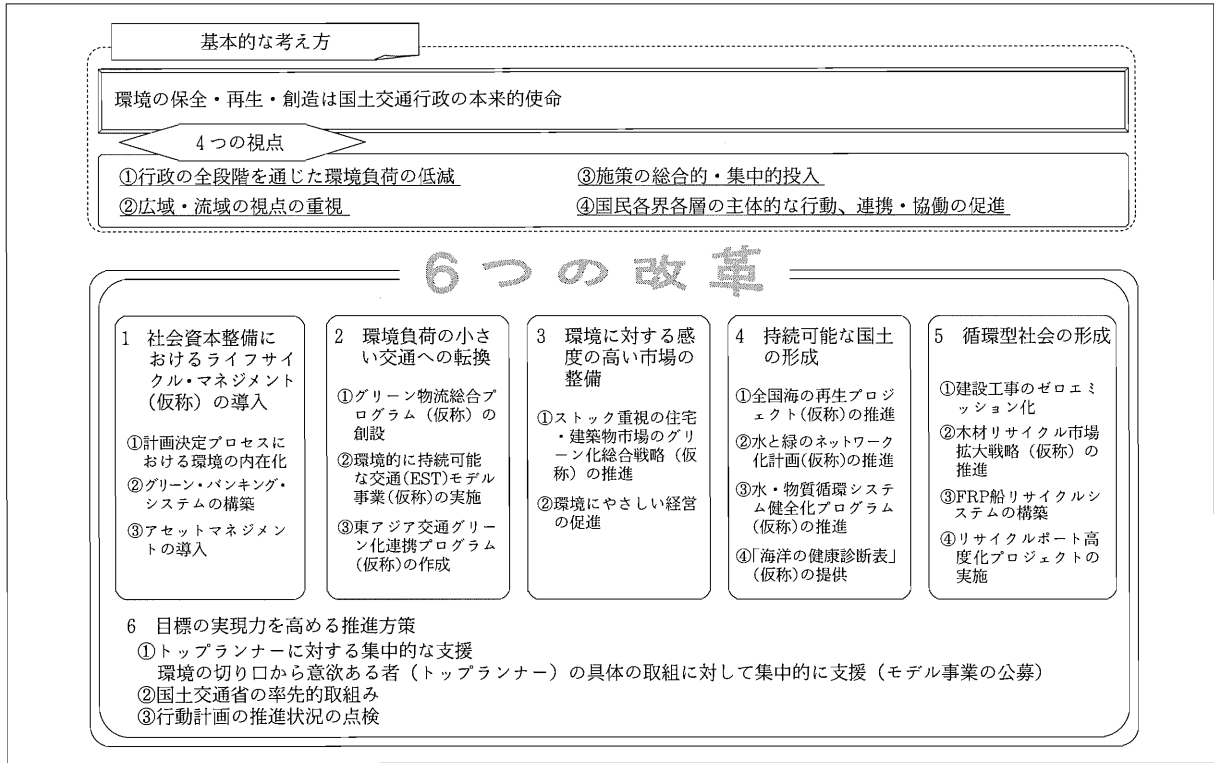 基本的な考え方
環境の保全・再生・創造は国土交通行政の本来的使命
4つの視点
①行政の全段階を通じた環境負荷の低減
②広域・流域の視点の重視
③施策の総合的・集中的投入
④国民各界各層の主体的な行動、連携・協働の促進
6つの改革
1 社会資本整備に
おけるライフサイ
クル・マネジメント
(仮称)の導入
①計画決定プロセスに
おける環境の内在化
②グリーン・バンキング・
システムの構築
③アセットマネジメン
トの導入
2 環境負荷の小さ
い交通への転換
①グリーン物流総合プ
ログラム(仮称)の
創設
②環境的に持続可能
な交通(EST)モデル
事業(仮称)の実施
③東アジア交通グリー
ン化連携プログラム
(仮称)の作成
3 環境に対する感
度の高い市場の
整備
①ストック重視の住宅
・建築物市場のグリ
ーン化総合戦略(仮
称)の推進
②環境にやさしい経営
の促進
4 持続可能な国土
の形成
①全国海の再生プロジ
ェクト(仮称)の推進
②水と緑のネットワーク
化計画(仮称)の推進
③水・物質循環システ
ム健全化プログラム
(仮称)の推進
④「海洋の健康診断表」
(仮称)の提供
5 循環型社会の形成
①建設工事のゼロエミ
ッション化
②木材リサイクル市場
拡大戦略(仮称)の
推進
③FRP船リサイクルシ
ステムの構築
④リサイクルポート高
度化プロジェクトの
実施
6 目標の実現力を高める推進方策
①トップランナーに対する集中的な支援
環境の切り口から意欲ある者(トップランナー)の具体の取組に対して集中的に支援(モデル事業の公募)
②国土交通省の率先的取組み
③行動計画の推進状況の点検